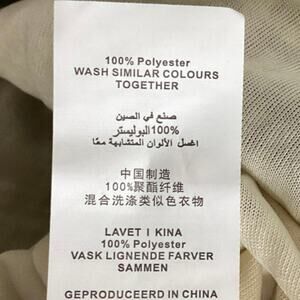 100% Polyester
WASH SIMILAR COLOURS
TOGETHER
صنع في الصين
100% البوليستر
اغسل الألوان المتشابهة معًا
中国制造
100%聚酯纤维
混合洗涤类似色衣物
LAVET I KINA
100% Polyester
VASK LIGNENDE FARVER
SAMMEN
GEPRODUCEERD IN CHINA